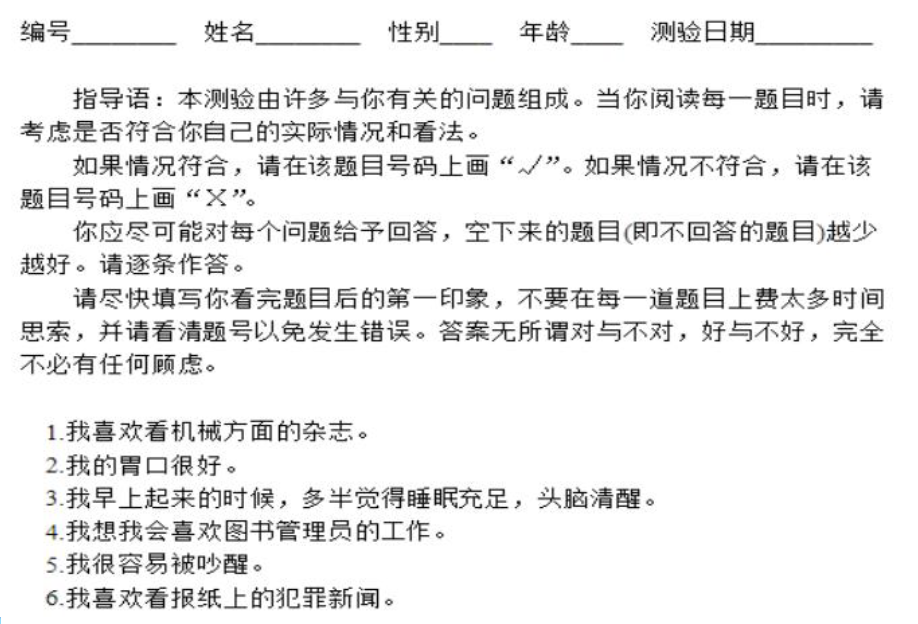 编号________ 姓名________ 性别____ 年龄____ 测验日期_________
指导语：本测验由许多与你有关的问题组成。当你阅读每一题目时，请
考虑是否符合你自己的实际情况和看法。
如果情况符合，请在该题目号码上画“✓”。如果情况不符合，请在该
题目号码上画“×”。
你应尽可能对每个问题给予回答，空下来的题目(即不回答的题目)越少
越好。请逐条作答。
请尽快填写你看完题目后的第一印象，不要在每一道题目上费太多时间
思索，并请看清题号以免发生错误。答案无所谓对与不对，好与不好，完全
不必有任何顾虑。
1.我喜欢看机械方面的杂志。
2.我的胃口很好。
3.我早上起来的时候，多半觉得睡眠充足，头脑清醒。
4.我想我会喜欢图书管理员的工作。
5.我很容易被吵醒。
6.我喜欢看报纸上的犯罪新闻。